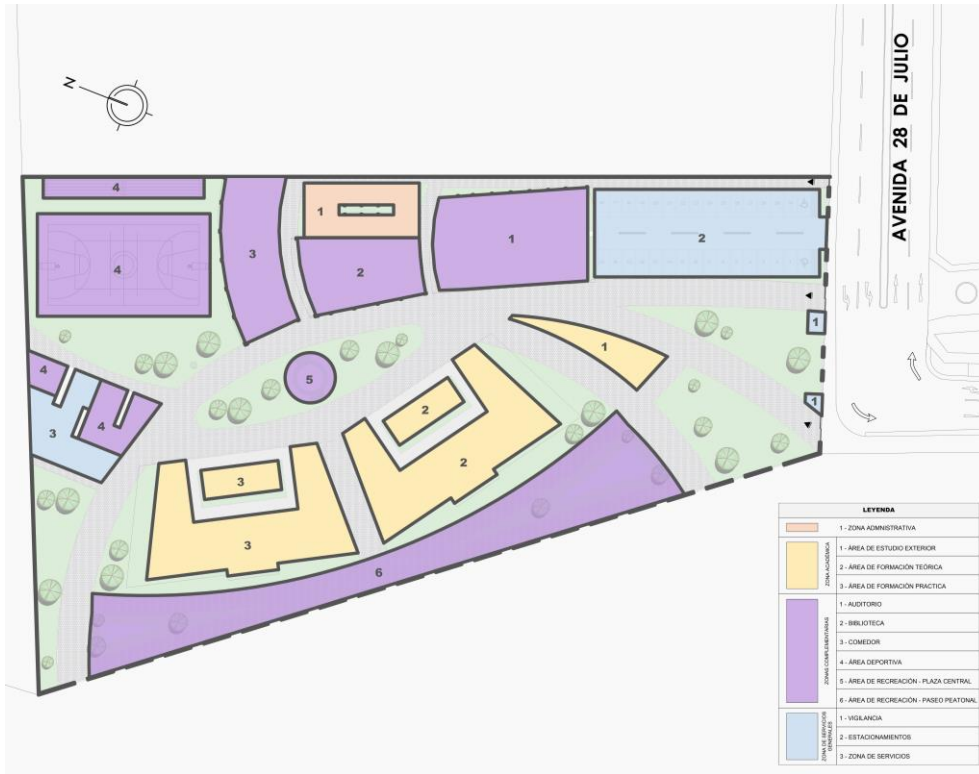 N
AVENIDA 28 DE JULIO
4
1
4
3
2
1
2
1
1
5
4
2
1
4
3
2
3
3
6
LEYENDA
1 - ZONA ADMNISTRATIVA
ZONA ACADÉMICA
1 - ÁREA DE ESTUDIO EXTERIOR
2 - ÁREA DE FORMACIÓN TEÓRICA
3 - ÁREA DE FORMACIÓN PRACTICA
ZONAS COMPLEMENTARIAS
1 - AUDITORIO
2 - BIBLIOTECA
3 - COMEDOR
4 - ÁREA DEPORTIVA
5 - ÁREA DE RECREACIÓN - PLAZA CENTRAL
6 - ÁREA DE RECREACIÓN - PASEO PEATONAL
ZONA DE SERVICIOS GENERALES
1 - VIGILANCIA
2 - ESTACIONAMIENTOS
3 - ZONA DE SERVICIOS